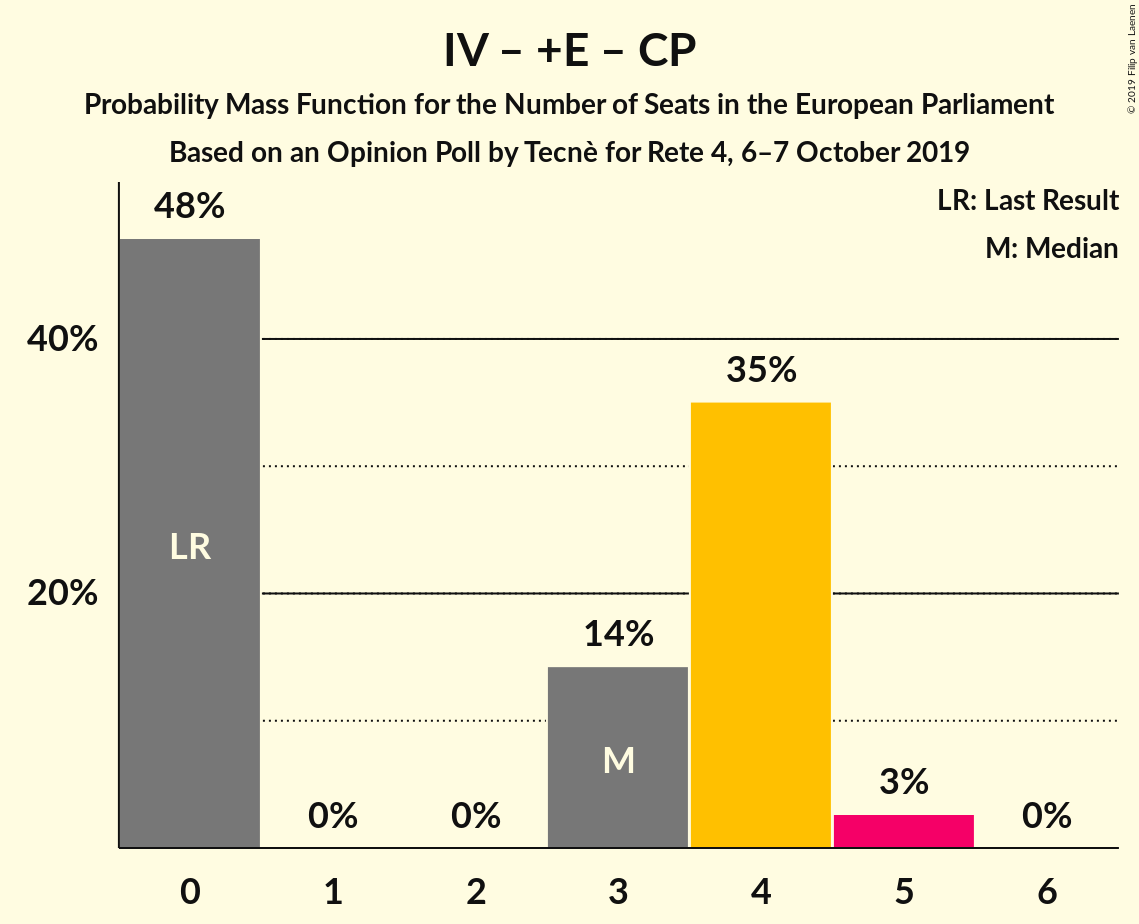 IV – +E – CP
Probability Mass Function for the Number of Seats in the European Parliament
Based on an Opinion Poll by Tecnè for Rete 4, 6–7 October 2019
© 2019 Filip van Laenen
LR: Last Result
M: Median
48%
40%
35%
LR
20%
14%
M
3%
0%
0%
0%
0
1
2
3
4
5
6